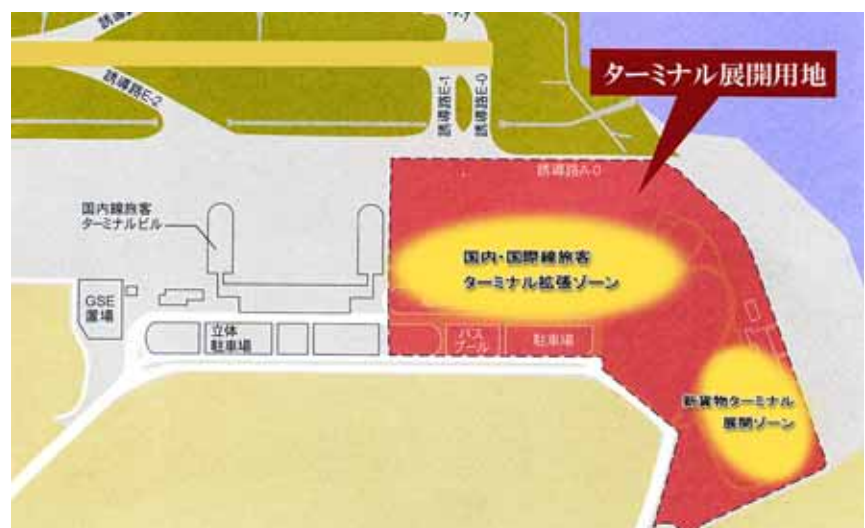 ターミナル展開用地
誘導路E-2
誘導路E-1
誘導路E-0
誘導路A-0
国内線旅客
ターミナルビル
国内・国際線旅客
ターミナル拡張ゾーン
GSE
置場
立体
駐車場
バス
プール
駐車場
新貨物ターミナル
展開ゾーン